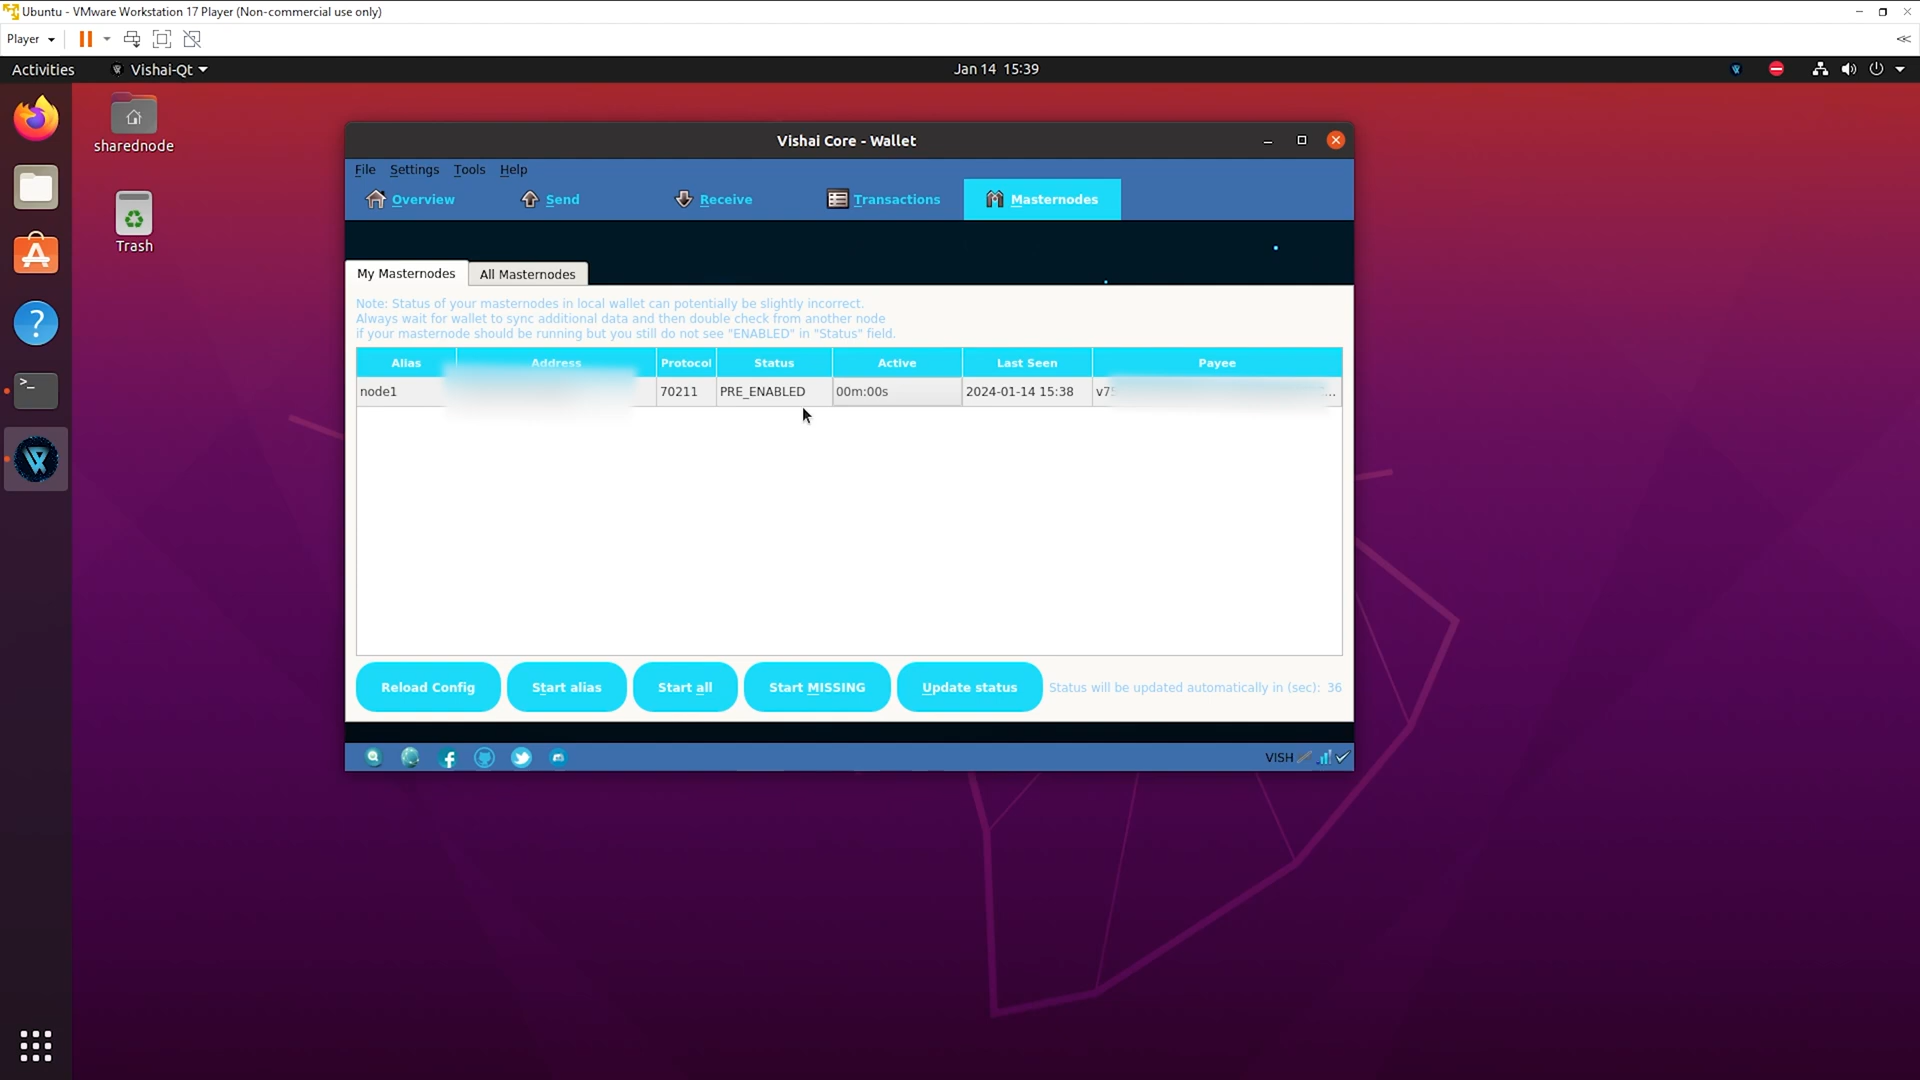 Ubuntu - VMware Workstation 17 Player (Non-commercial use only)
Player
Activities
Vishai-Qt
Jan 14 15:39
sharednode
Trash
Vishai Core - Wallet
File Settings Tools Help
Overview Send Receive Transactions Masternodes
My Masternodes All Masternodes
Note: Status of your masternodes in local wallet can potentially be slightly incorrect.
Always wait for wallet to sync additional data and then double check from another node
if your masternode should be running but you still do not see "ENABLED" in "Status" field.
Alias Address Protocol Status Active Last Seen Payee
node1 70211 PRE_ENABLED 00m:00s 2024-01-14 15:38
Reload Config Start alias Start all Start MISSING Update status Status will be updated automatically in (sec): 36
VISH